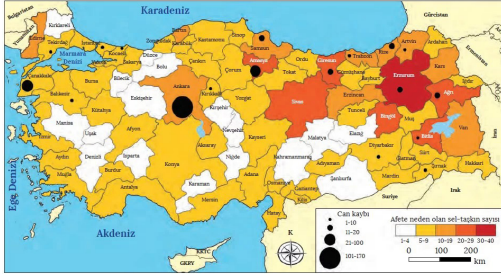 Karadeniz
Bulgaristan
Yunanistan
Gürcistan
Ermenistan
Kırklareli
Edirne
Tekirdağ
İstanbul
Kocaeli
Marmara
Denizi
Yalova
Sakarya
Düzce
Bolu
Zonguldak
Bartın
Karabük
Kastamonu
Sinop
Samsun
Çankırı
Çorum
Amasya
Tokat
Ordu
Giresun
Gümüşhane
Trabzon
Rize
Artvin
Ardahan
Bayburt
Erzurum
Kars
Iğdır
Ağrı
Çanakkale
Balıkesir
Bursa
Bilecik
Eskişehir
Ankara
Kırıkkale
Kırşehir
Yozgat
Sivas
Erzincan
Tunceli
Bingöl
Muş
Bitlis
Van
İran
Ege Deniz
Manisa
Kütahya
Uşak
Afyon
İzmir
Aydın
Denizli
Isparta
Burdur
Muğla
Antalya
Konya
Aksaray
Nevşehir
Niğde
Kayseri
Malatya
Elazığ
Diyarbakır
Batman
Siirt
Şırnak
Hakkari
Mardin
Adıyaman
Şanlıurfa
Kahramanmaraş
Gaziantep
Kilis
Osmaniye
Adana
Karaman
Mersin
Hatay
Suriye
Irak
Akdeniz
KKTC
GKRY
K
Can kaybı
1-10
11-20
21-100
101-170
Afete neden olan sel-taşkın sayısı
1-4 5-9 10-19 20-29 30-40
0 100 200
km